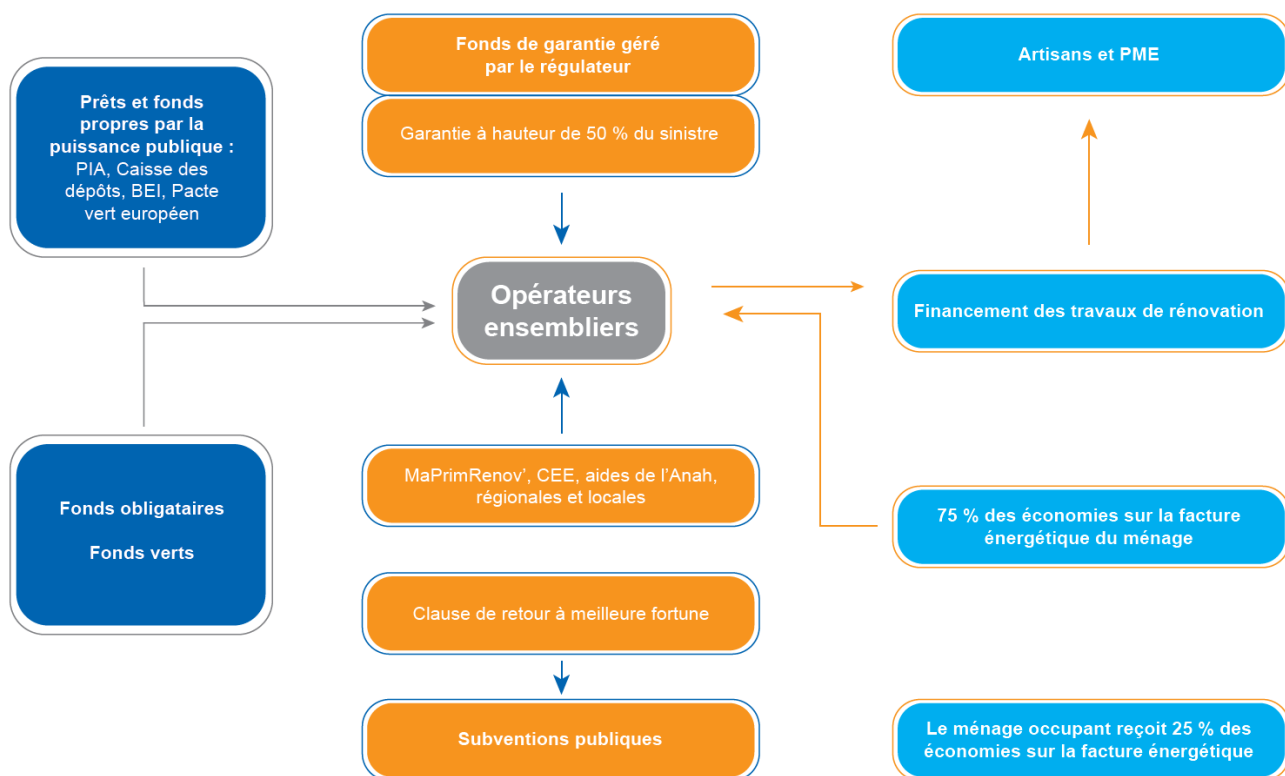 Prêts et fonds
propres par la
puissance publique :
PIA, Caisse des
dépôts, BEI, Pacte
vert européen
Fonds obligataires
Fonds verts
Fonds de garantie géré
par le régulateur
Garantie à hauteur de 50 % du sinistre
Opérateurs
ensembliers
MaPrimRenov’, CEE, aides de l’Anah,
régionales et locales
Clause de retour à meilleure fortune
Subventions publiques
Artisans et PME
Financement des travaux de rénovation
75 % des économies sur la facture
énergétique du ménage
Le ménage occupant reçoit 25 % des
économies sur la facture énergétique